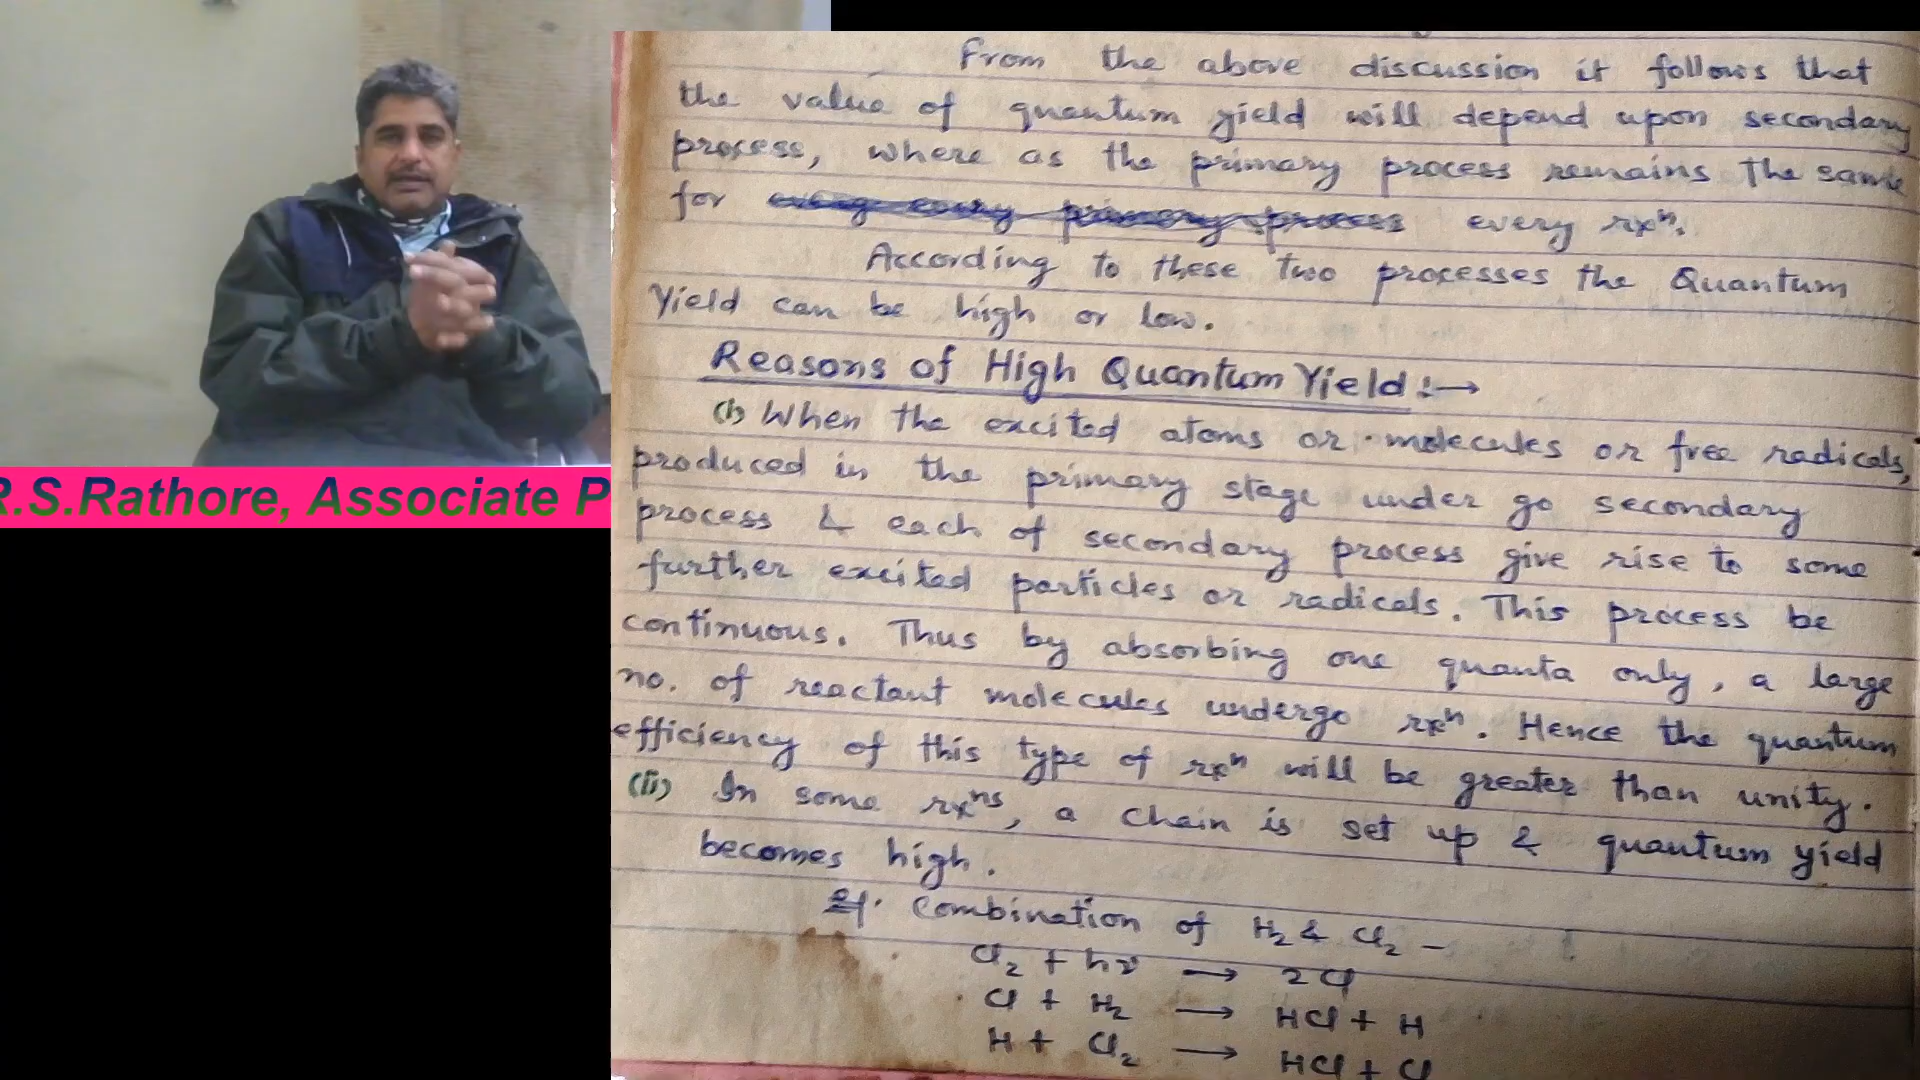 R.S.Rathore, Associate P
From the above discussion it follows that
the value of quantum yield will depend upon secondary
process, where as the primary process remains the same
for every rxⁿ.
According to these two processes the Quantum
Yield can be high or low.
Reasons of High Quantum Yield :→
(i) When the excited atoms or molecules or free radicals,
produced in the primary stage under go secondary
process & each of secondary process give rise to some
further excited particles or radicals. This process be
continuous. Thus by absorbing one quanta only, a large
no. of reactant molecules undergo rxⁿ. Hence the quantum
efficiency of this type of rxⁿ will be greater than unity.
(ii) In some rxⁿˢ, a chain is set up & quantum yield
becomes high.
Combination of H₂ & Cl₂ –
Cl₂ + hν → 2Cl
Cl + H₂ → HCl + H
H + Cl₂ → HCl + Cl